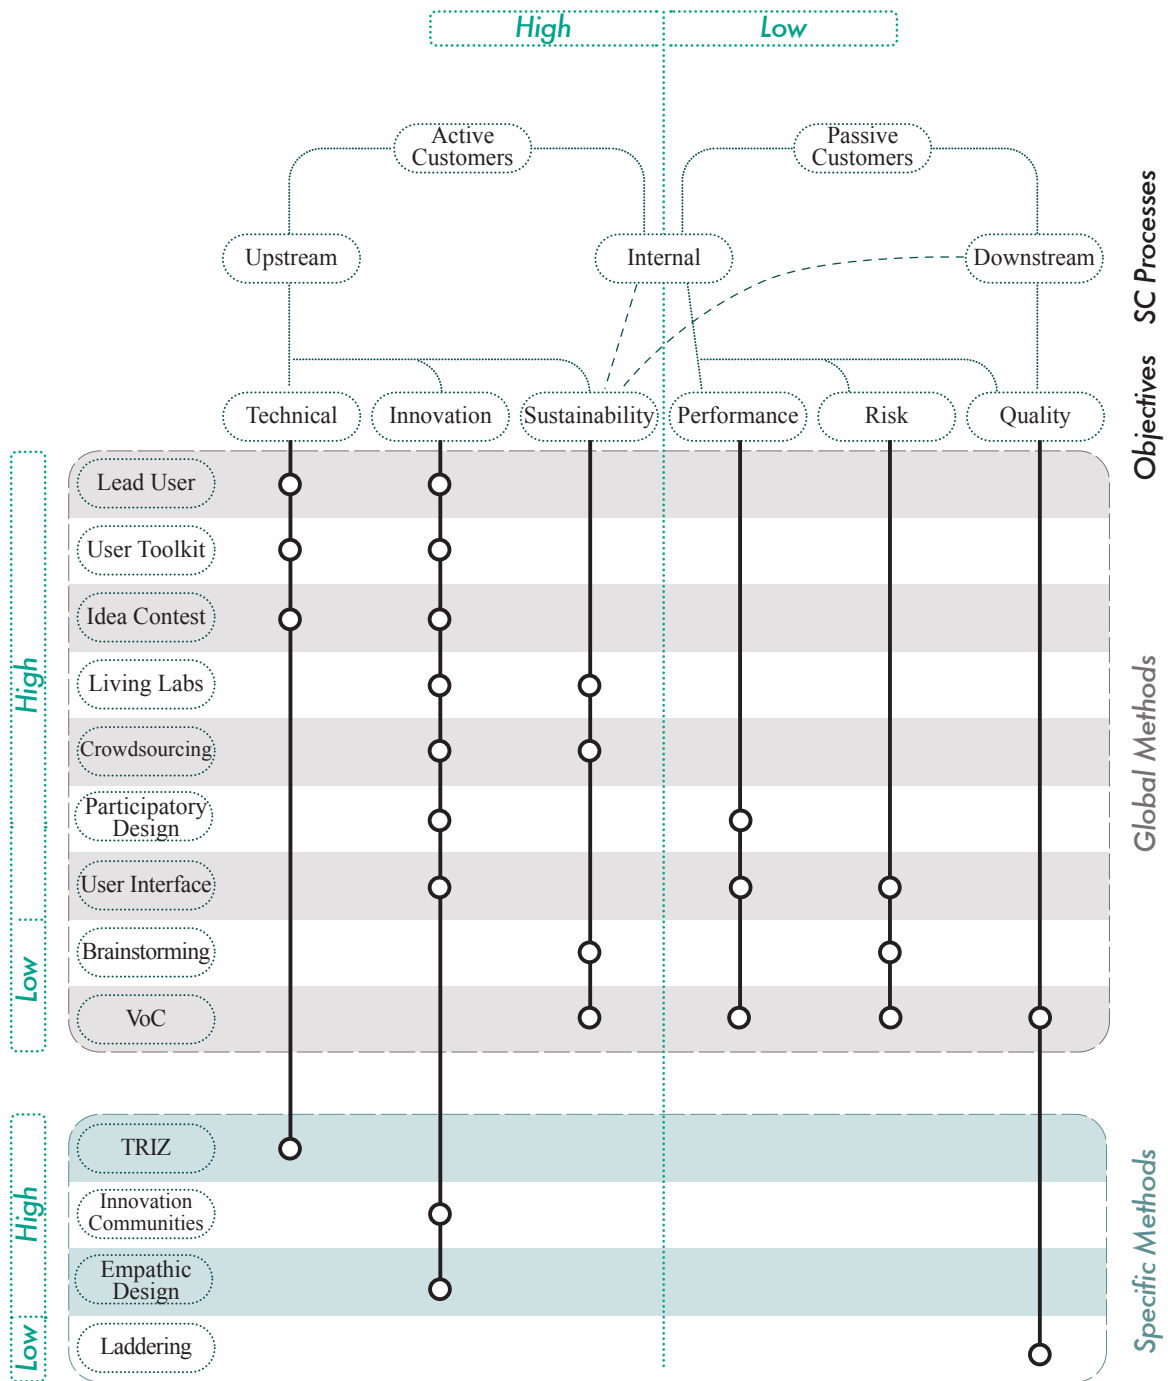 High
Low
Active
Customers
Passive
Customers
Upstream
Internal
Downstream
SC Processes
Technical
Innovation
Sustainability
Performance
Risk
Quality
Objectives
High
Low
Lead User
User Toolkit
Idea Contest
Living Labs
Crowdsourcing
Participatory
Design
User Interface
Brainstorming
VoC
Global Methods
High
Low
TRIZ
Innovation
Communities
Empathic
Design
Laddering
Specific Methods